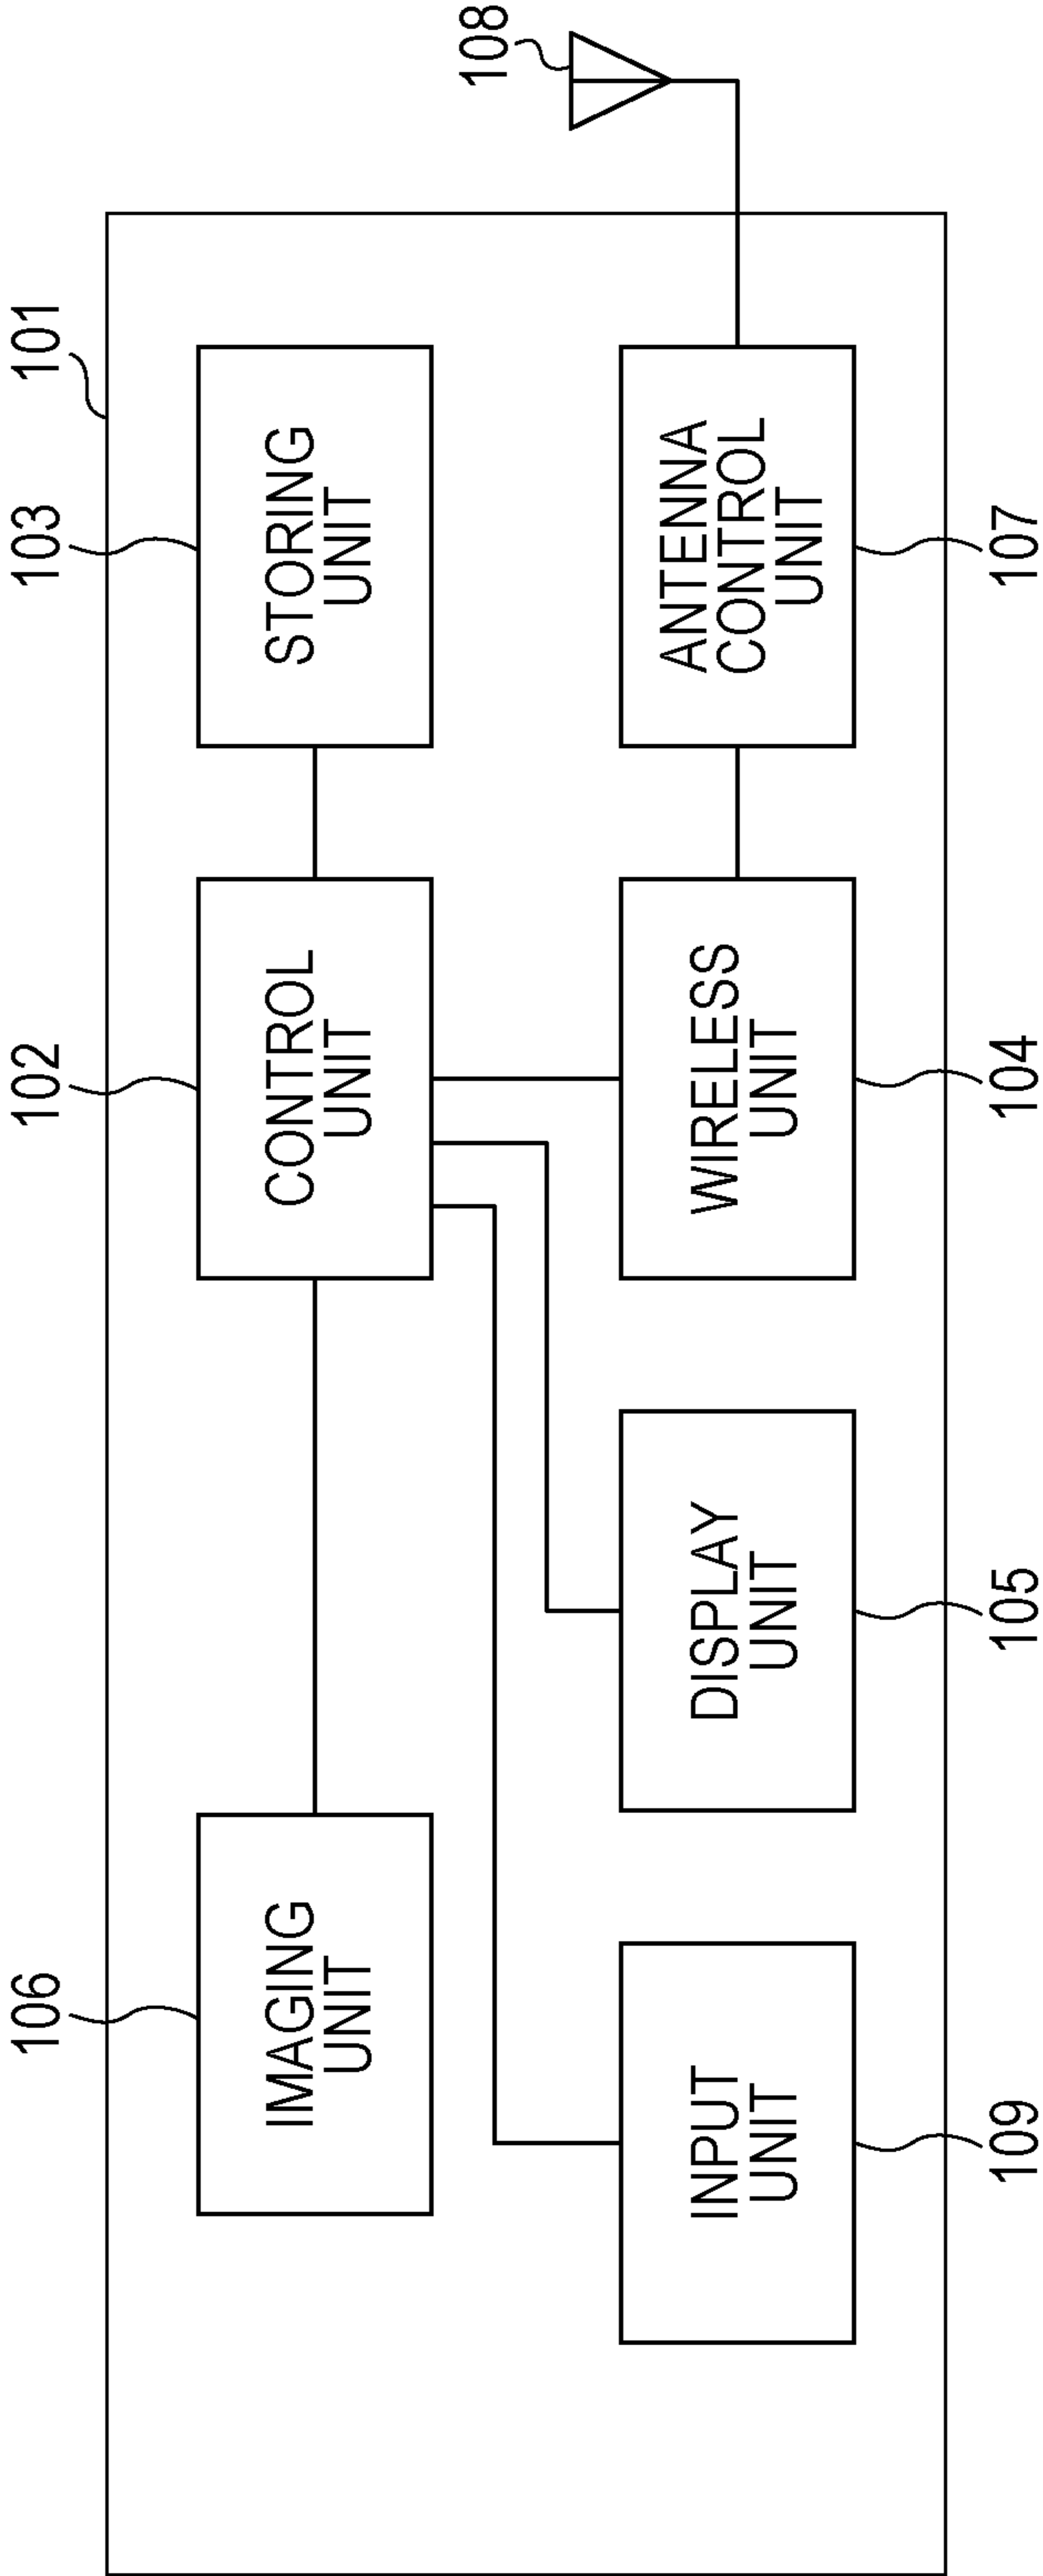 106
102
103
101
IMAGING
UNIT
CONTROL
UNIT
STORING
UNIT
108
INPUT
UNIT
DISPLAY
UNIT
WIRELESS
UNIT
ANTENNA
CONTROL
UNIT
109
105
104
107